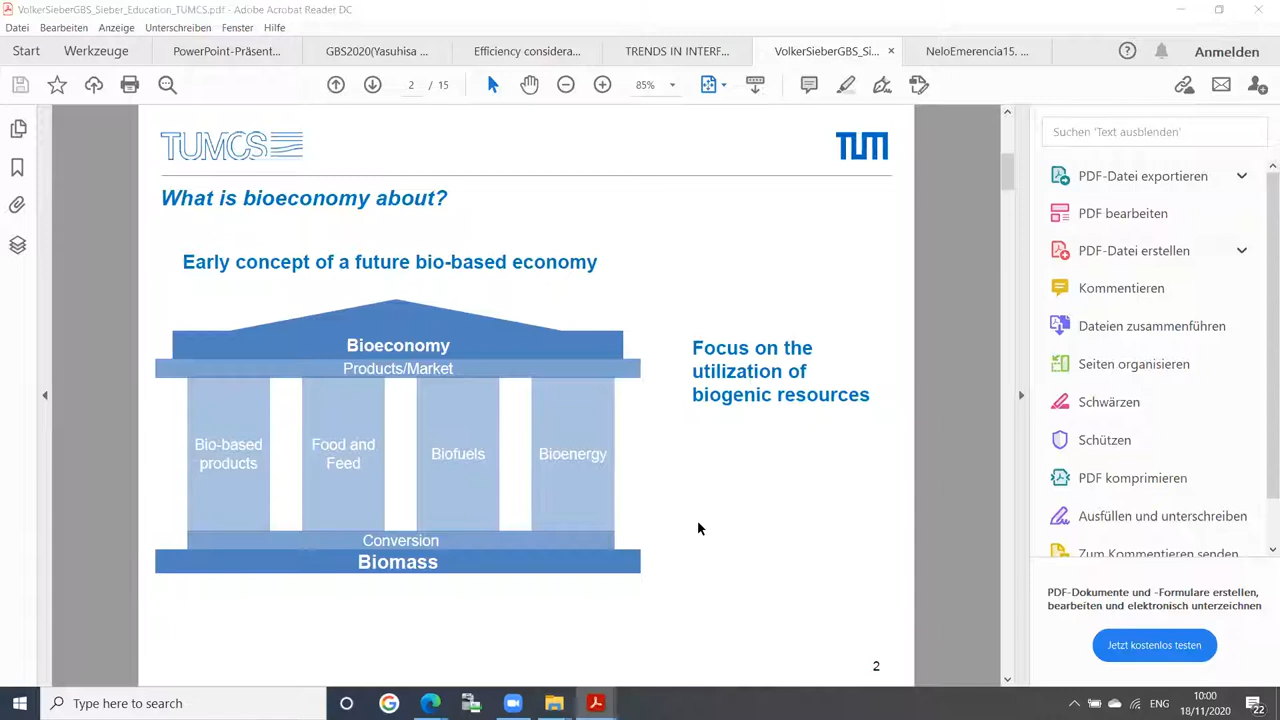 VolkerSieberGBS_Sieber_Education_TUMCS.pdf - Adobe Acrobat Reader DC
Datei Bearbeiten Anzeige Unterschreiben Fenster Hilfe
Start Werkzeuge PowerPoint-Präsent... GBS2020(Yasuhisa ... Efficiency considera... TRENDS IN INTERF... VolkerSieberGBS_Si... × NeloEmerencia15. ... Anmelden
2 / 15 85%
TUMCS TUM
What is bioeconomy about?
Early concept of a future bio-based economy
Bioeconomy
Products/Market
Bio-based
products
Food and
Feed
Biofuels
Bioenergy
Conversion
Biomass
Focus on the
utilization of
biogenic resources
2
Suchen 'Text ausblenden'
PDF-Datei exportieren
PDF bearbeiten
PDF-Datei erstellen
Kommentieren
Dateien zusammenführen
Seiten organisieren
Schwärzen
Schützen
PDF komprimieren
Ausfüllen und unterschreiben
Zum Kommentieren senden
PDF-Dokumente und -Formulare erstellen,
bearbeiten und elektronisch unterzeichnen
Jetzt kostenlos testen
Type here to search
ENG
10:00
18/11/2020
22